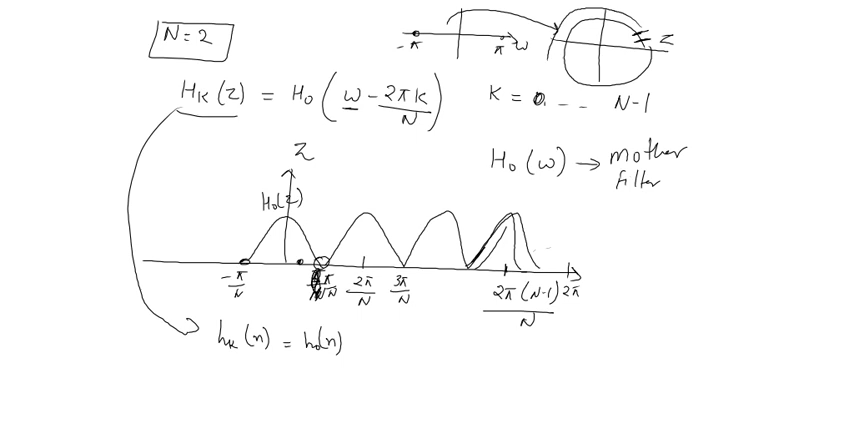 N = 2
-π π ω Z
H_K(z) = H_0(ω - 2πK/N) K = 0. - - - N-1
H_0(ω) → mother
filter
Z
H_0(z)
-π/N π/N 2π/N 3π/N 2π(N-1)/N 2π
h_K(n) = h_0(n)